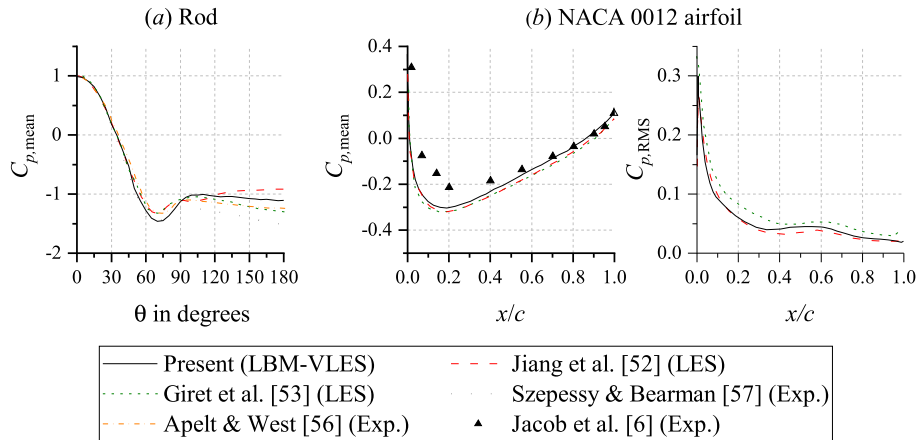 (a) Rod
(b) NACA 0012 airfoil
C_p,mean
1
0
-1
-2
0 30 60 90 120 150 180
θ in degrees
C_p,mean
0.4
0.2
0.0
-0.2
-0.4
0.0 0.2 0.4 0.6 0.8 1.0
x/c
C_p,RMS
0.3
0.2
0.1
0.0
0.0 0.2 0.4 0.6 0.8 1.0
x/c
Present (LBM-VLES)
Jiang et al. [52] (LES)
Giret et al. [53] (LES)
Szepessy & Bearman [57] (Exp.)
Apelt & West [56] (Exp.)
Jacob et al. [6] (Exp.)